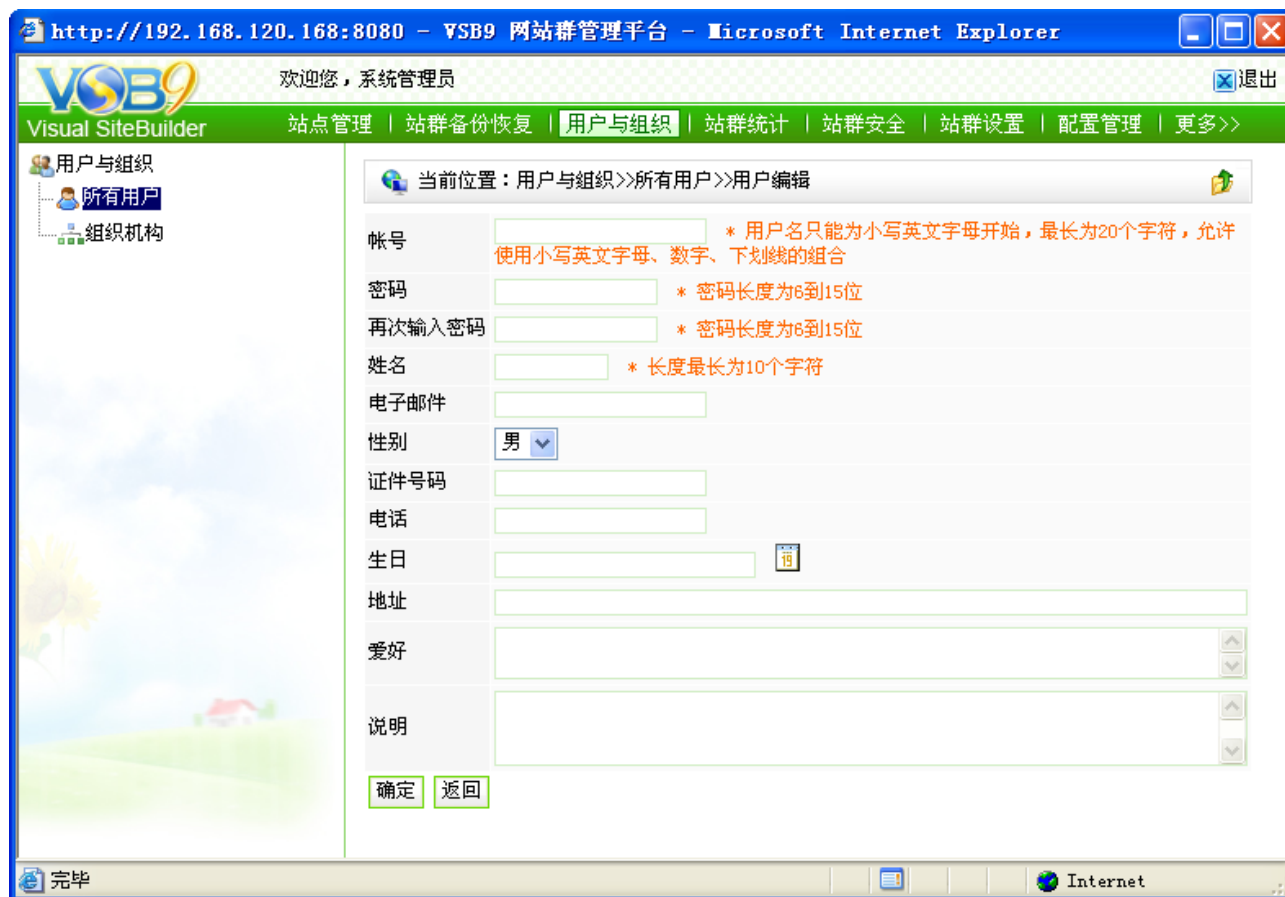 http://192.168.120.168:8080 - VSB9 网站群管理平台 - Microsoft Internet Explorer
VSB9
Visual SiteBuilder
欢迎您，系统管理员
退出
站点管理 | 站群备份恢复 | 用户与组织 | 站群统计 | 站群安全 | 站群设置 | 配置管理 | 更多>>
用户与组织
所有用户
组织机构
当前位置：用户与组织>>所有用户>>用户编辑
帐号 * 用户名只能为小写英文字母开始，最长为20个字符，允许
使用小写英文字母、数字、下划线的组合
密码 * 密码长度为6到15位
再次输入密码 * 密码长度为6到15位
姓名 * 长度最长为10个字符
电子邮件
性别 男
证件号码
电话
生日 19
地址
爱好
说明
确定 返回
完毕 Internet